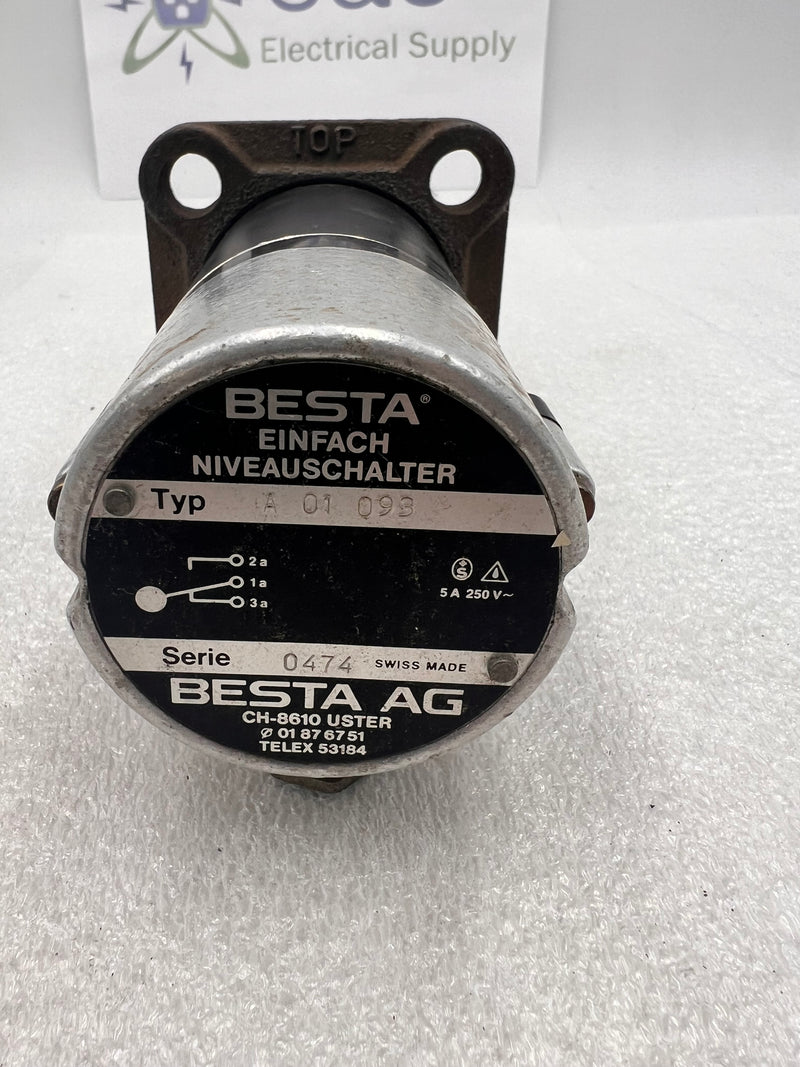 Electrical Supply
TOP
BESTA®
EINFACH
NIVEAUSCHALTER
Typ A 01 093
2a
1a
3a
S
5 A 250 V~
Serie 0474 SWISS MADE
BESTA AG
CH-8610 USTER
∅ 01 87 67 51
TELEX 53184